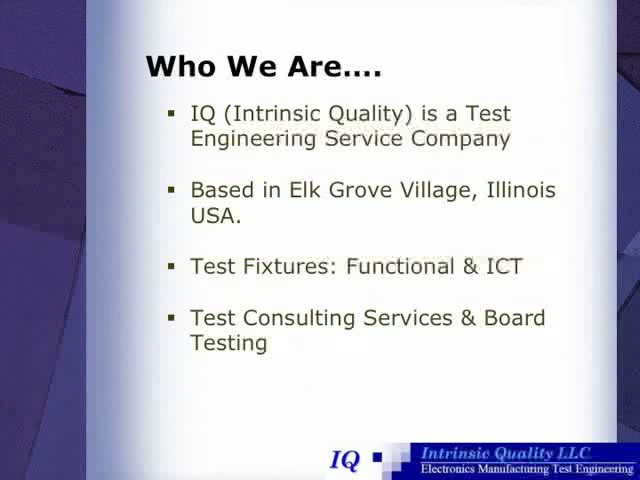 Who We Are....
▪ IQ (Intrinsic Quality) is a Test
Engineering Service Company
▪ Based in Elk Grove Village, Illinois
USA.
▪ Test Fixtures: Functional & ICT
▪ Test Consulting Services & Board
Testing
IQ
Intrinsic Quality LLC
Electronics Manufacturing Test Engineering